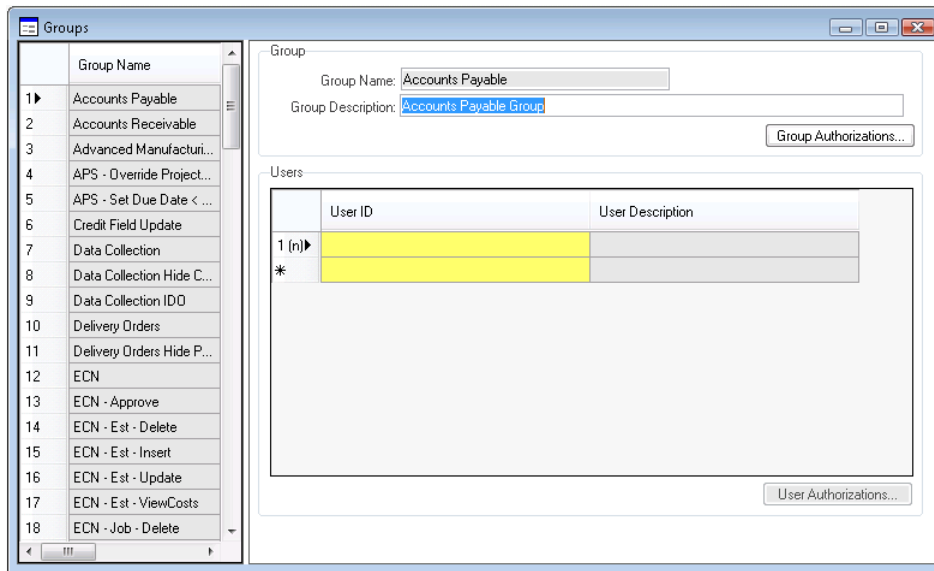 Groups
Group Name
1 Accounts Payable
2 Accounts Receivable
3 Advanced Manufacturi...
4 APS - Override Project...
5 APS - Set Due Date < ...
6 Credit Field Update
7 Data Collection
8 Data Collection Hide C...
9 Data Collection IDO
10 Delivery Orders
11 Delivery Orders Hide P...
12 ECN
13 ECN - Approve
14 ECN - Est - Delete
15 ECN - Est - Insert
16 ECN - Est - Update
17 ECN - Est - ViewCosts
18 ECN - Job - Delete
Group
Group Name: Accounts Payable
Group Description: Accounts Payable Group
Group Authorizations...
Users
User ID User Description
1 (n)
*
User Authorizations...